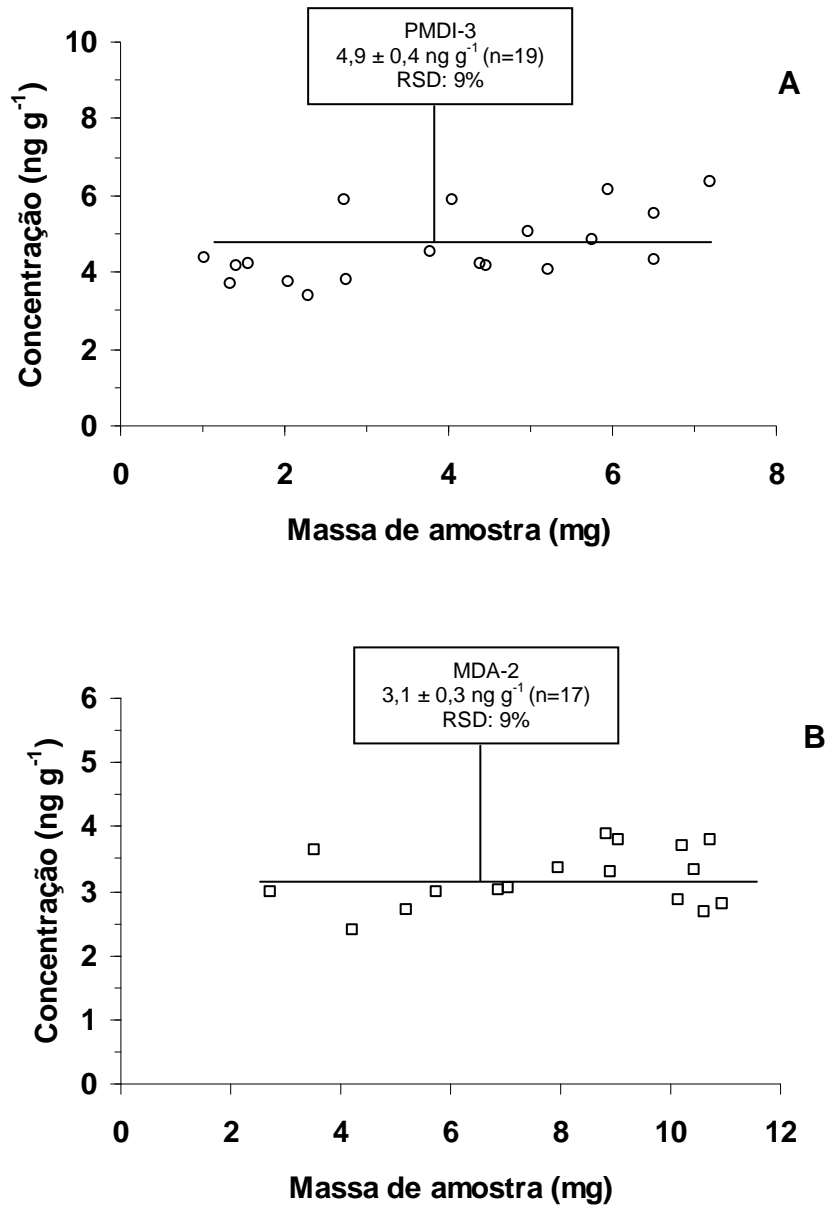 PMDI-3
4,9 ± 0,4 ng g⁻¹ (n=19)
RSD: 9%
A
10
8
6
4
2
0
Concentração (ng g⁻¹)
0 2 4 6 8
Massa de amostra (mg)
MDA-2
3,1 ± 0,3 ng g⁻¹ (n=17)
RSD: 9%
B
6
5
4
3
2
1
0
Concentração (ng g⁻¹)
0 2 4 6 8 10 12
Massa de amostra (mg)